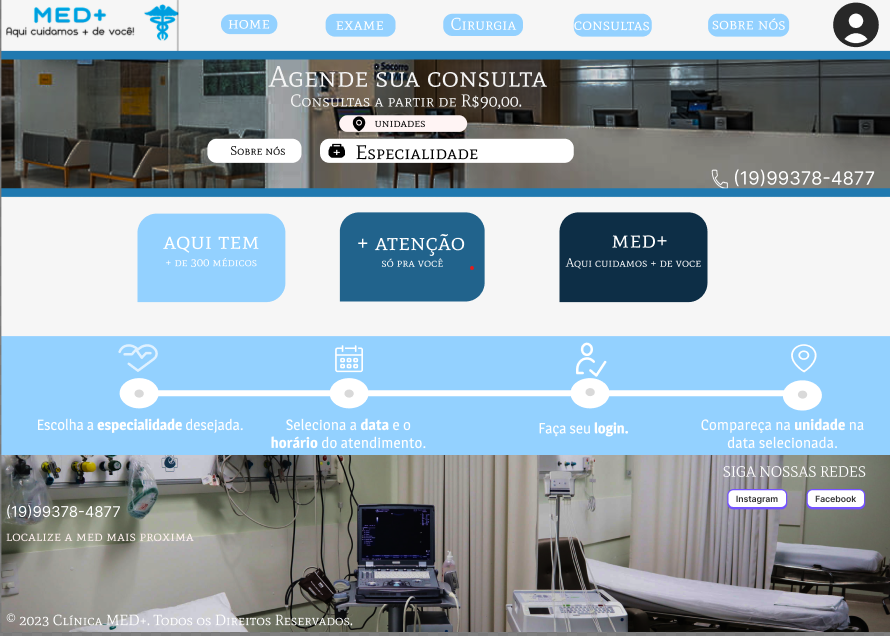 MED+
Aqui cuidamos + de você!
HOME
EXAME
Cirurgia
CONSULTAS
SOBRE NÓS
Socorro
Agende sua consulta
Consultas a partir de R$90,00.
UNIDADES
Sobre nós
Especialidade
(19)99378-4877
AQUI TEM
+ DE 300 MÉDICOS
+ ATENÇÃO
SÓ PRA VOCÊ
MED+
Aqui cuidamos + de voce
Escolha a especialidade desejada.
Seleciona a data e o
horário do atendimento.
Faça seu login.
Compareça na unidade na
data selecionada.
SIGA NOSSAS REDES
Instagram
Facebook
(19)99378-4877
LOCALIZE A MED MAIS PROXIMA
© 2023 Clínica MED+. Todos os Direitos Reservados.